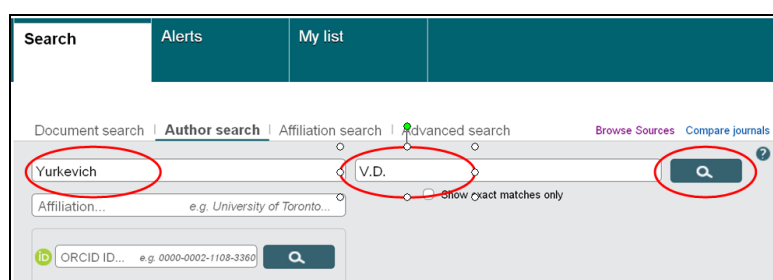 Search Alerts My list
Document search Author search Affiliation search Advanced search Browse Sources Compare journals
Yurkevich V.D.
Affiliation... e.g. University of Toronto...
Show exact matches only
iD ORCID ID... e.g. 0000-0002-1108-3360